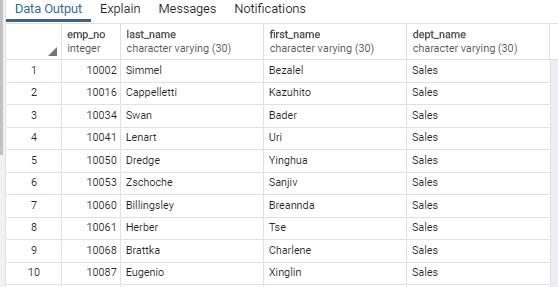 Data Output Explain Messages Notifications
emp_no last_name first_name dept_name
integer character varying (30) character varying (30) character varying (30)
1 10002 Simmel Bezalel Sales
2 10016 Cappelletti Kazuhito Sales
3 10034 Swan Bader Sales
4 10041 Lenart Uri Sales
5 10050 Dredge Yinghua Sales
6 10053 Zschoche Sanjiv Sales
7 10060 Billingsley Breannda Sales
8 10061 Herber Tse Sales
9 10068 Brattka Charlene Sales
10 10087 Eugenio Xinglin Sales